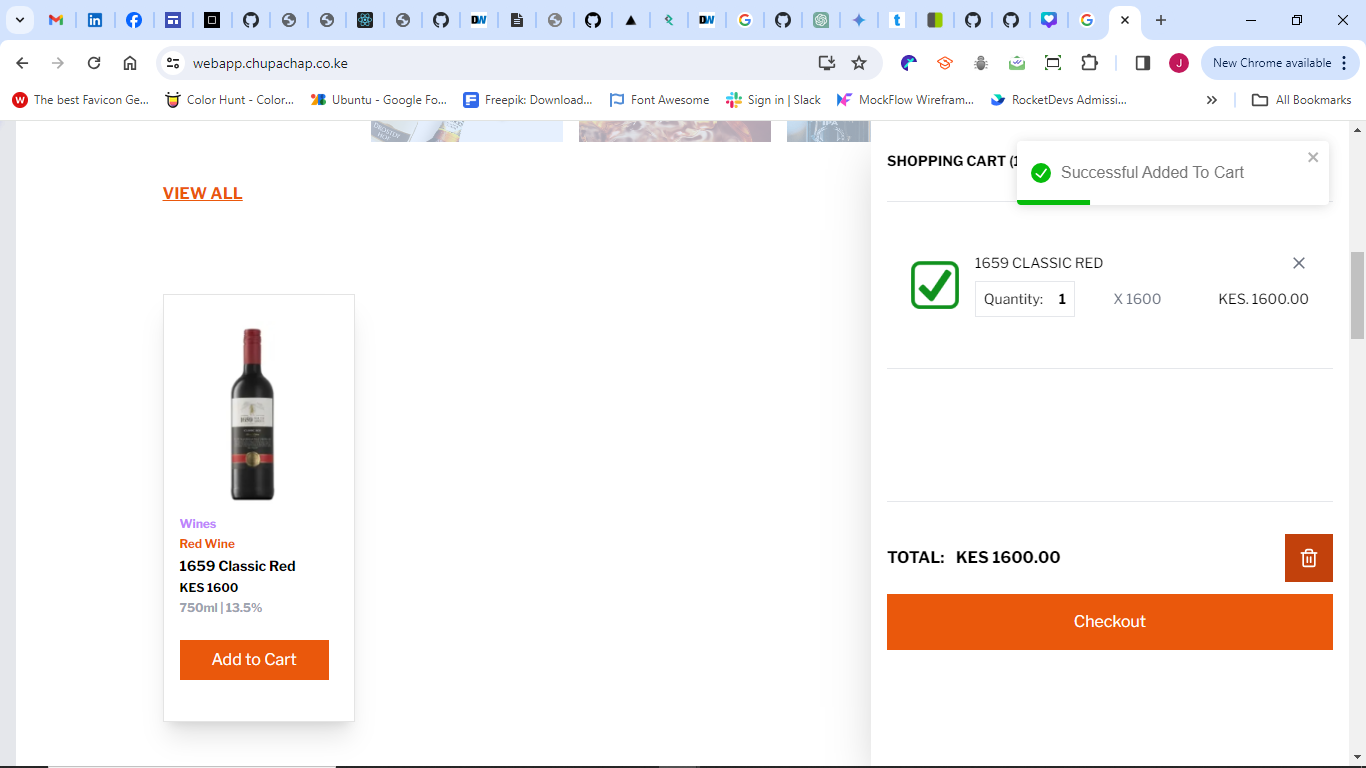 webapp.chupachap.co.ke
New Chrome available
The best Favicon Ge...
Color Hunt - Color...
Ubuntu - Google Fo...
Freepik: Download...
Font Awesome
Sign in | Slack
MockFlow Wirefram...
RocketDevs Admissi...
All Bookmarks
VIEW ALL
Wines
Red Wine
1659 Classic Red
KES 1600
750ml | 13.5%
Add to Cart
SHOPPING CART (1
Successful Added To Cart
1659 CLASSIC RED
Quantity: 1 X 1600 KES. 1600.00
TOTAL: KES 1600.00
Checkout